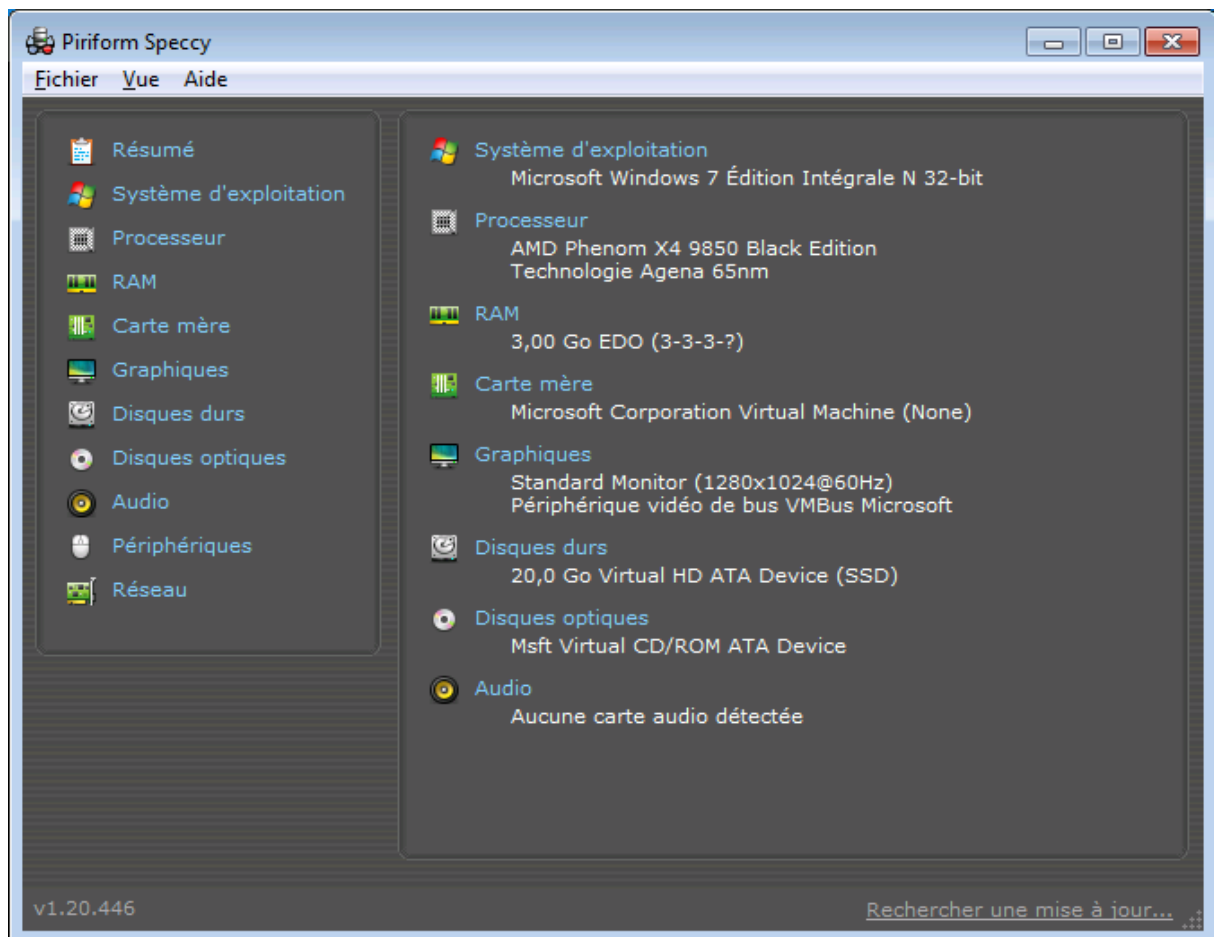 Piriform Speccy
Fichier Vue Aide
Résumé
Système d'exploitation
Processeur
RAM
Carte mère
Graphiques
Disques durs
Disques optiques
Audio
Périphériques
Réseau
Système d'exploitation
Microsoft Windows 7 Édition Intégrale N 32-bit
Processeur
AMD Phenom X4 9850 Black Edition
Technologie Agena 65nm
RAM
3,00 Go EDO (3-3-3-?)
Carte mère
Microsoft Corporation Virtual Machine (None)
Graphiques
Standard Monitor (1280x1024@60Hz)
Périphérique vidéo de bus VMBus Microsoft
Disques durs
20,0 Go Virtual HD ATA Device (SSD)
Disques optiques
Msft Virtual CD/ROM ATA Device
Audio
Aucune carte audio détectée
v1.20.446
Rechercher une mise à jour...